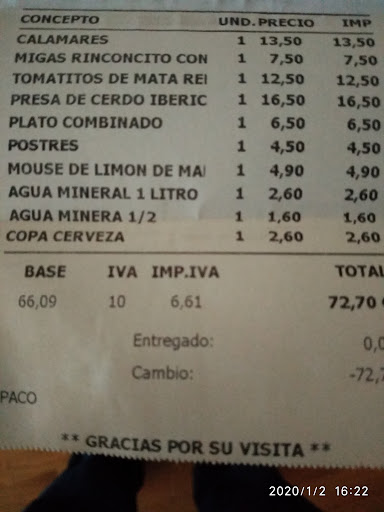 CONCEPTO UND. PRECIO IMP
CALAMARES 1 13,50 13,50
MIGAS RINCONCITO CON 1 7,50 7,50
TOMATITOS DE MATA REI 1 12,50 12,50
PRESA DE CERDO IBERIC 1 16,50 16,50
PLATO COMBINADO 1 6,50 6,50
POSTRES 1 4,50 4,50
MOUSE DE LIMON DE MAI 1 4,90 4,90
AGUA MINERAL 1 LITRO 1 2,60 2,60
AGUA MINERA 1/2 1 1,60 1,60
COPA CERVEZA 1 2,60 2,60
BASE IVA IMP.IVA TOTAL
66,09 10 6,61 72,70 €
Entregado: 0,0
Cambio: -72,7
PACO
** GRACIAS POR SU VISITA **
2020/1/2 16:22